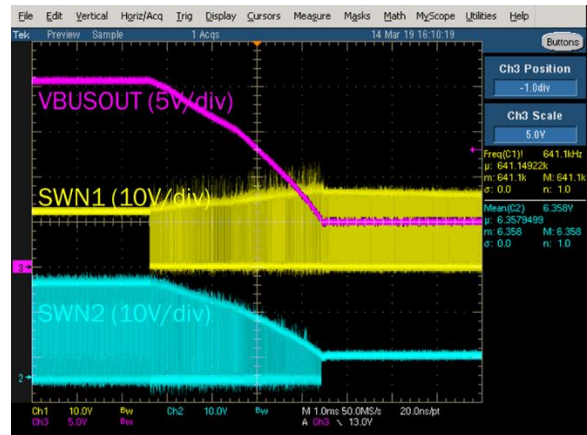 File Edit Vertical Horiz/Acq Trig Display Cursors Measure Masks Math MyScope Utilities Help
Tek Preview Sample 1 Acqs 14 Mar 19 16:10:19 Buttons
Ch3 Position
-1.0div
Ch3 Scale
5.0V
VBUSOUT (5V/div)
Freq(C1)! 641.1kHz
µ: 641.14922k
m: 641.1k M: 641.1k
σ: 0.0 n: 1.0
SWN1 (10V/div)
Mean(C2) 6.358V
µ: 6.3579499
m: 6.358 M: 6.358
σ: 0.0 n: 1.0
3
SWN2 (10V/div)
2
Ch1 10.0V Bw Ch2 10.0V Bw M 1.0ms 50.0MS/s 20.0ns/pt
Ch3 5.0V Bw A Ch3 \ 13.0V